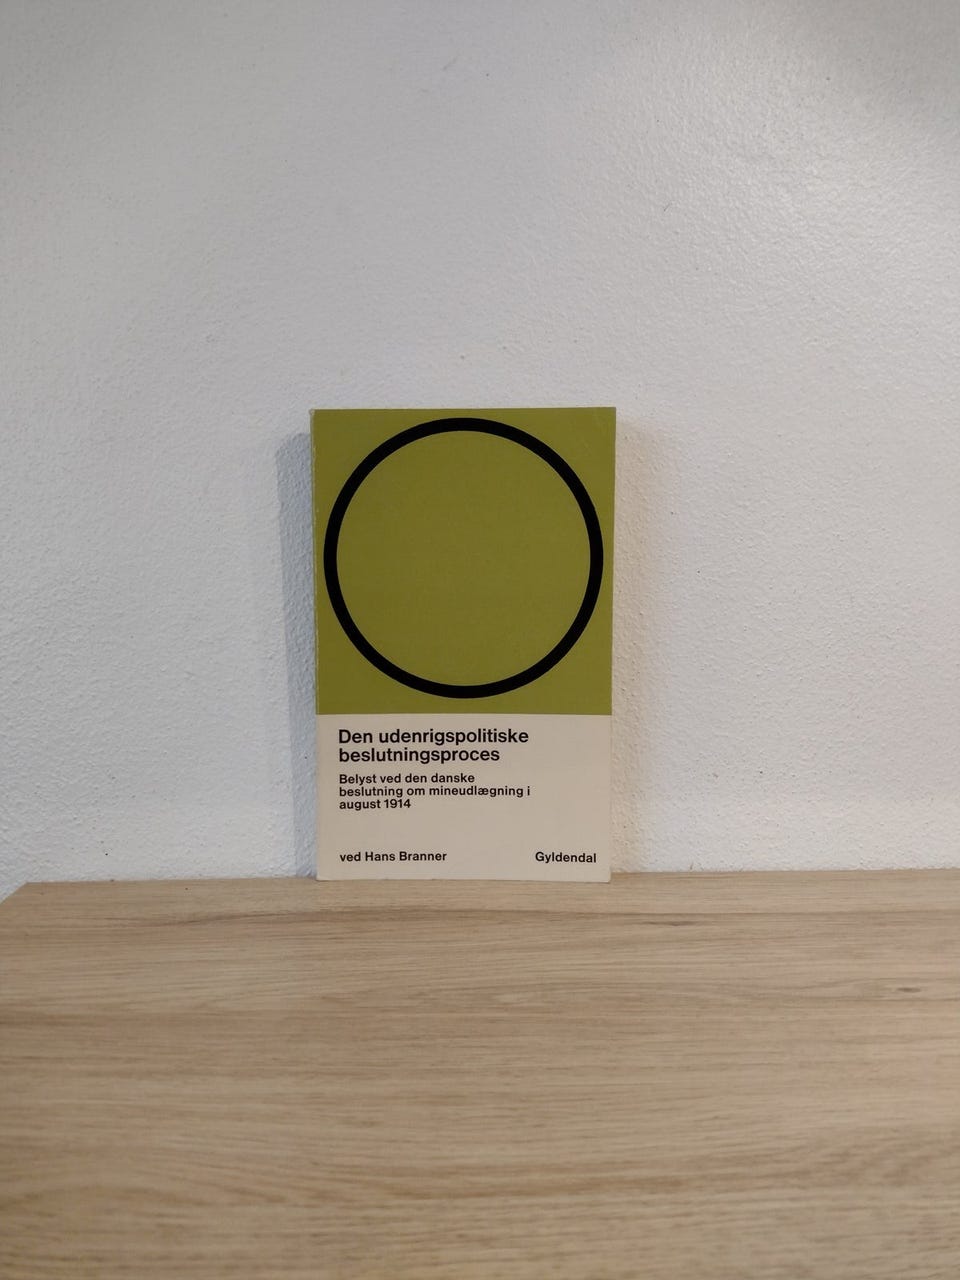 Den udenrigspolitiske
beslutningsproces
Belyst ved den danske
beslutning om mineudlægning i
august 1914
ved Hans Branner
Gyldendal